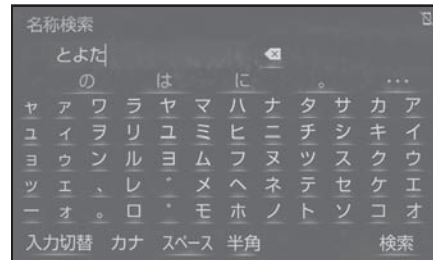 名称検索
とよた
の は に 。 ...
ャ ァ ワ ラ ヤ マ ハ ナ タ サ カ ア
ュ ィ ヲ リ ユ ミ ヒ ニ チ シ キ イ
ョ ゥ ン ル ヨ ム フ ヌ ツ ス ク ウ
ッ ェ 、 レ ゛ メ ヘ ネ テ セ ケ エ
ー ォ 。 ロ ゜ モ ホ ノ ト ソ コ オ
入力切替 カナ スペース 半角 検索